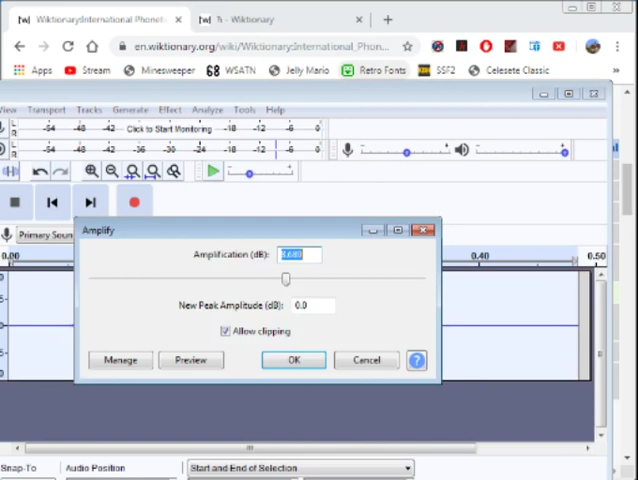 Wiktionary:International Phonet
ɦ - Wiktionary
en.wiktionary.org/wiki/Wiktionary:International_Phon...
Apps Stream Minesweeper 68 WSATN Jelly Mario Retro Fonts SSF2 Celesete Classic
View Transport Tracks Generate Effect Analyze Tools Help
L R -54 -48 -42 Click to Start Monitoring -18 -12 -6 0
L R -54 -48 -42 -36 -30 -24 -18 -12 -6 0
Primary Soun
0.00 0.40 0.50
Amplify
Amplification (dB):
New Peak Amplitude (dB): 0.0
Allow clipping
Manage Preview OK Cancel ?
Snap-To Audio Position Start and End of Selection